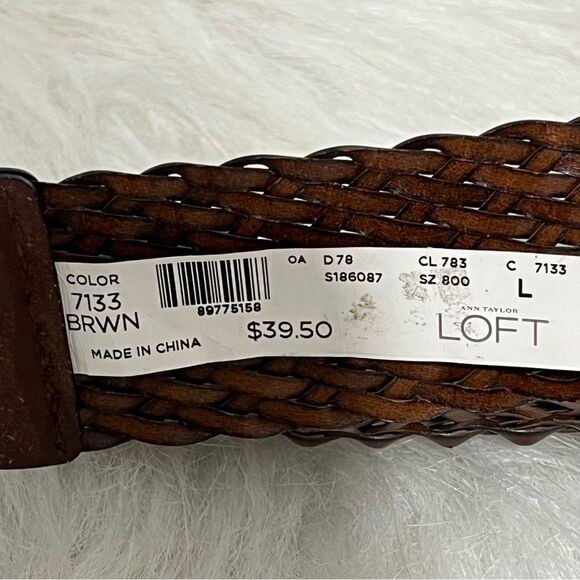 COLOR
7133
BRWN
MADE IN CHINA
89775158
$39.50
OA D 78 CL 783 C 7133
S186087 SZ 800 L
ANN TAYLOR
LOFT